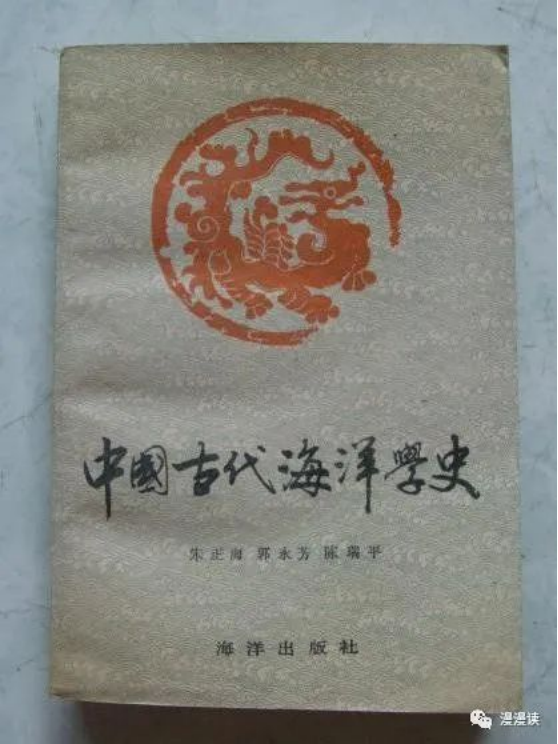 中國古代海洋學史
宋正海 郭永芳 陈瑞平
海洋出版社
漫漫读